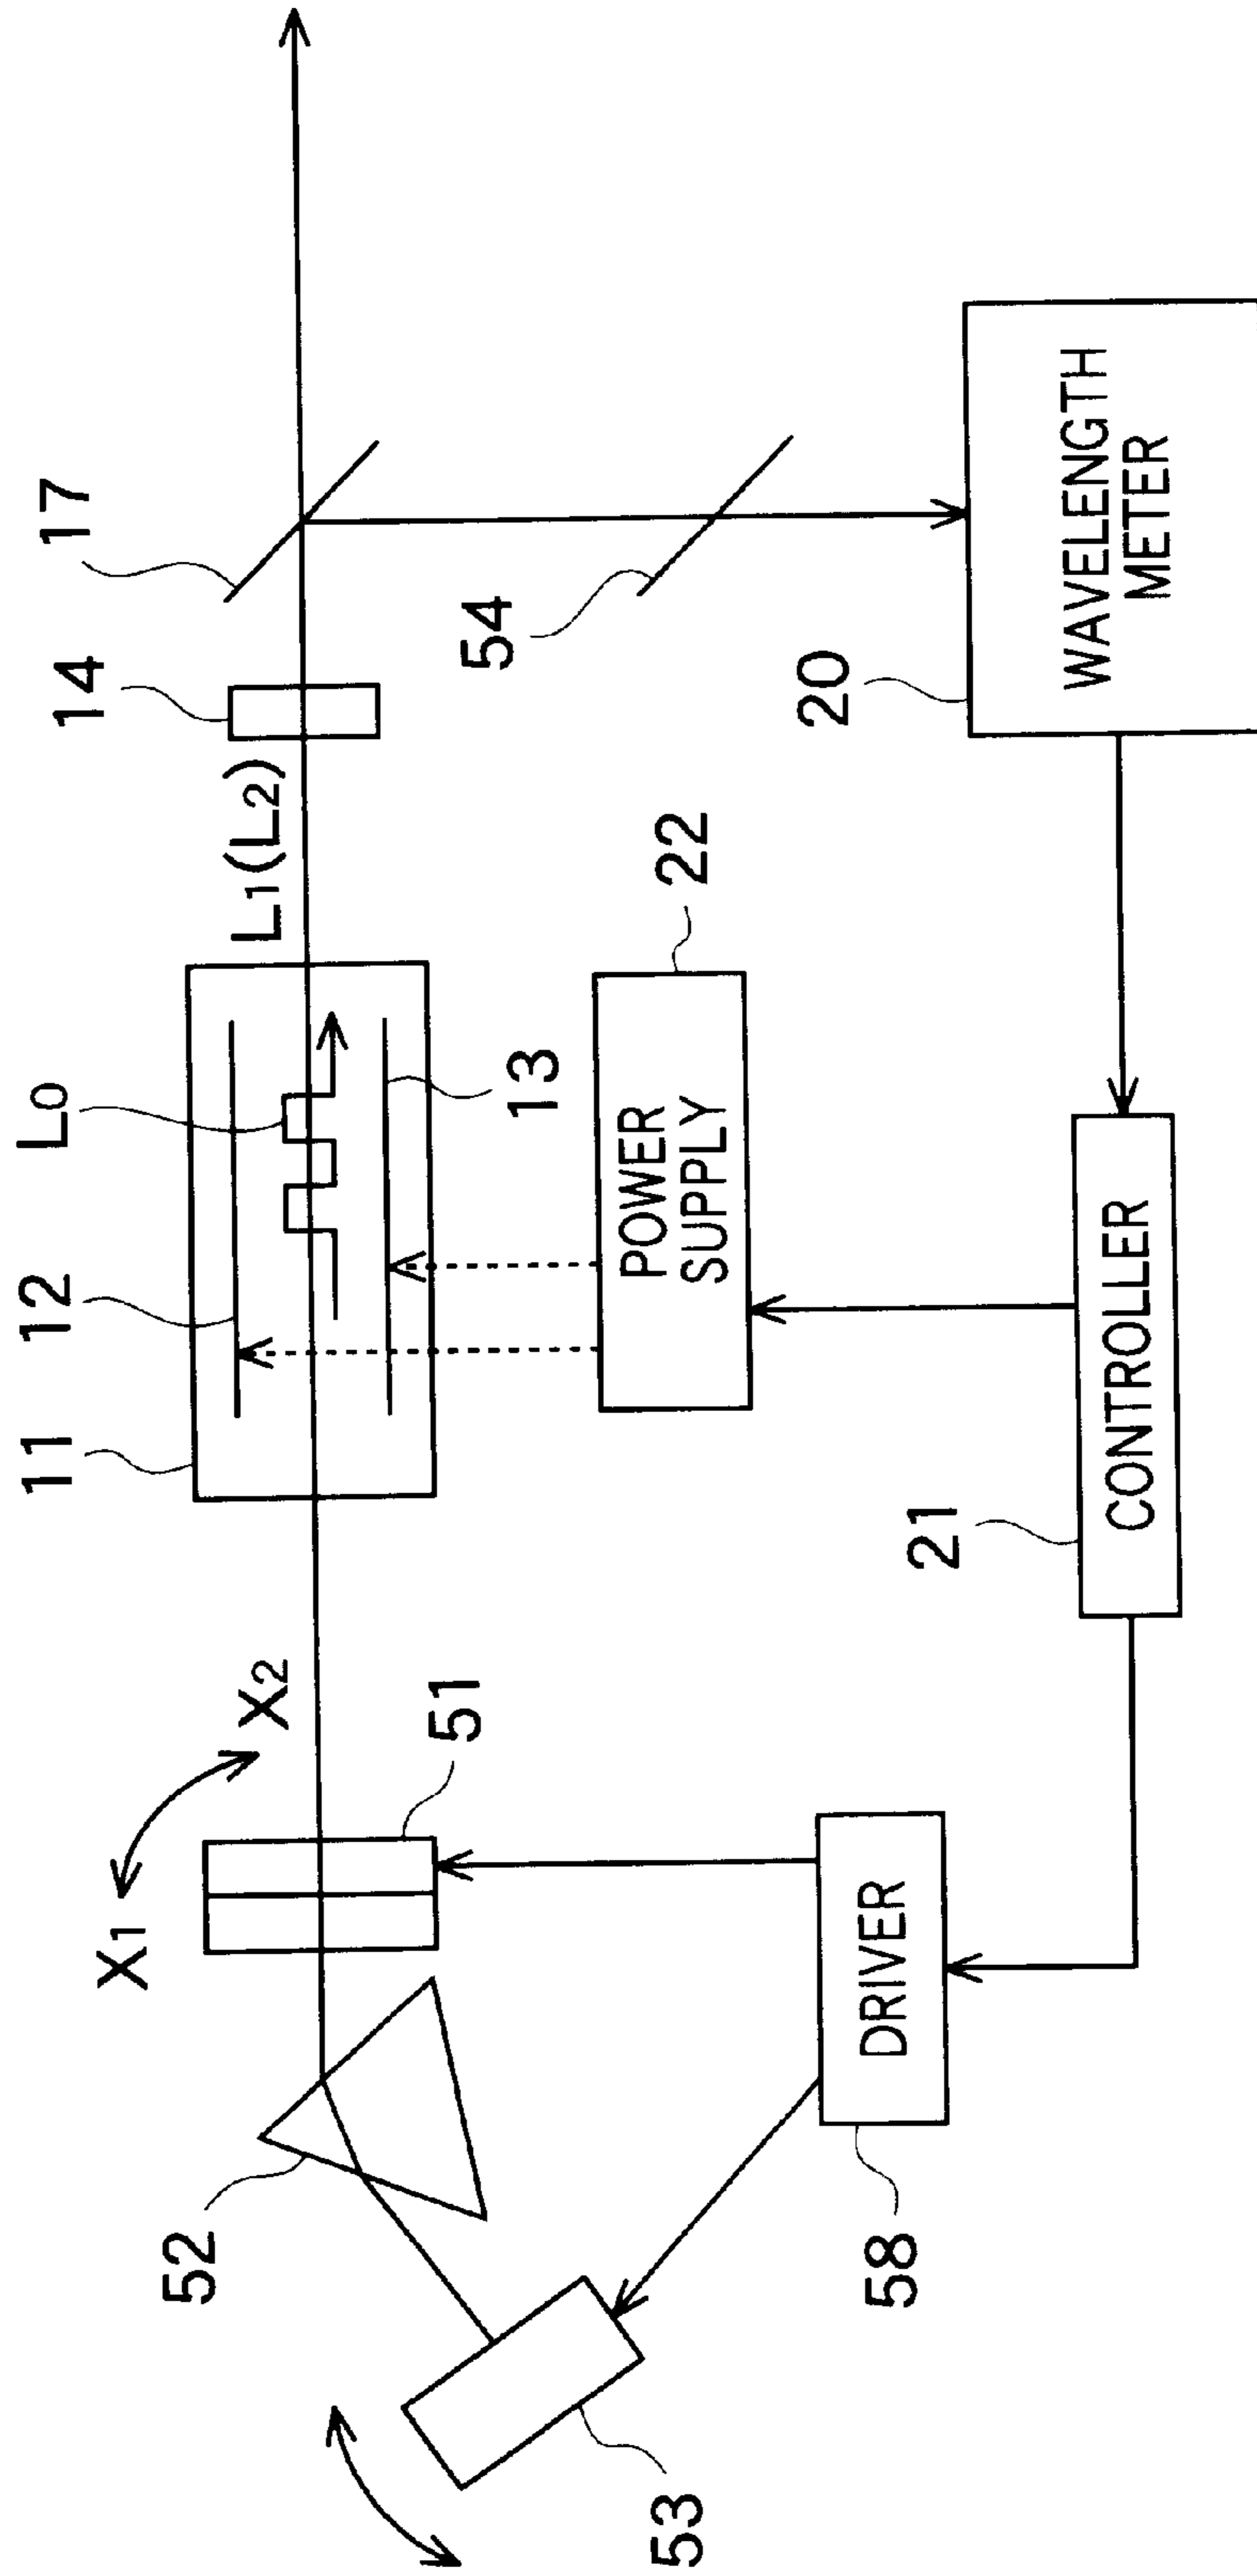 53
52
X1
X2
51
58
DRIVER
11
12
L0
13
L1(L2)
14
17
54
22
POWER
SUPPLY
21
CONTROLLER
20
WAVELENGTH
METER